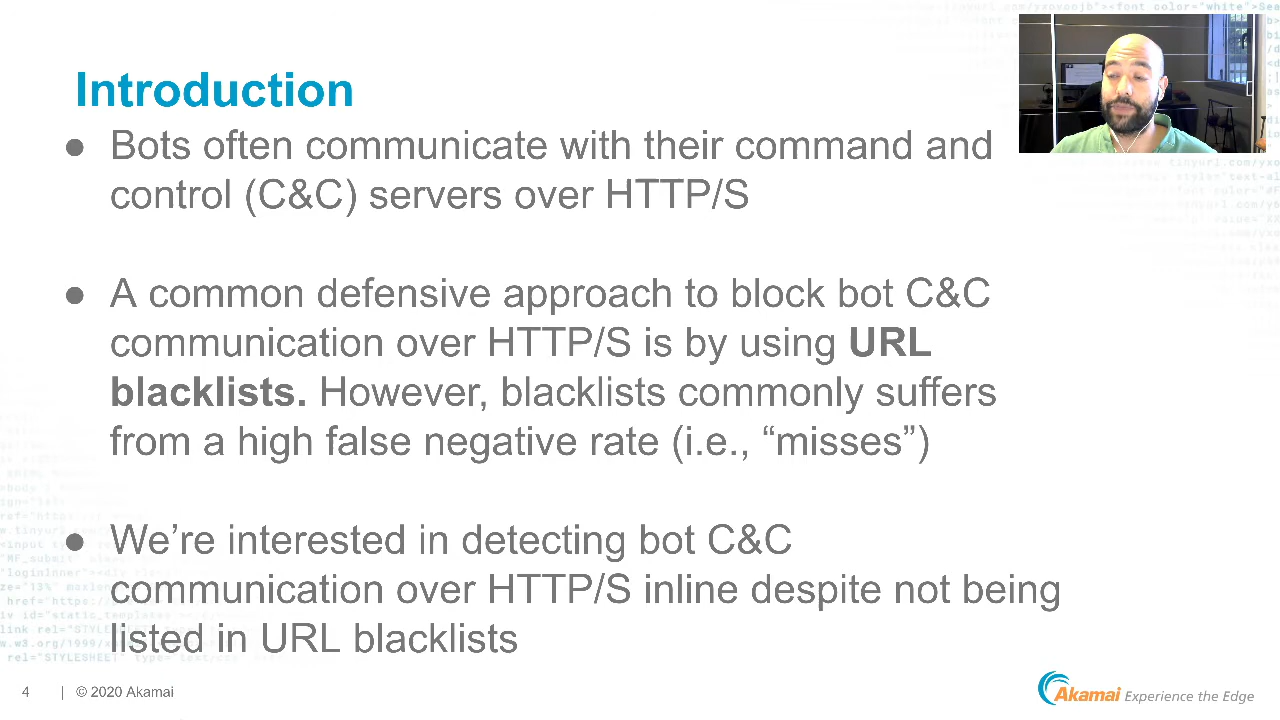 Introduction
● Bots often communicate with their command and
control (C&C) servers over HTTP/S
● A common defensive approach to block bot C&C
communication over HTTP/S is by using URL
blacklists. However, blacklists commonly suffers
from a high false negative rate (i.e., “misses”)
● We’re interested in detecting bot C&C
communication over HTTP/S inline despite not being
listed in URL blacklists
4 | © 2020 Akamai
Akamai Experience the Edge